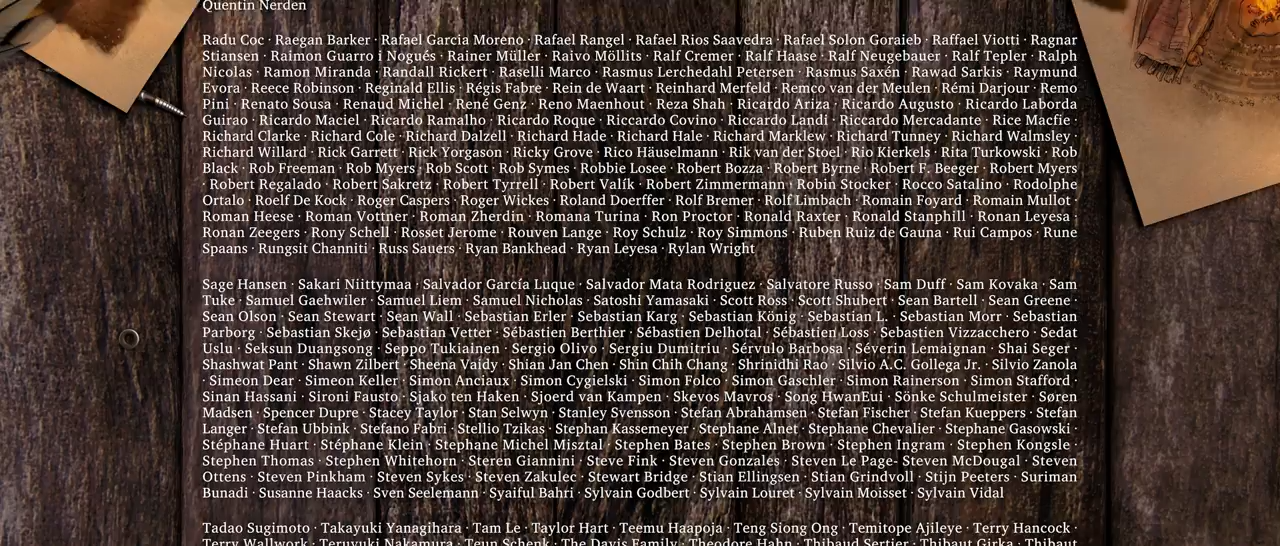 Quentin Nerden
Radu Coc · Raegan Barker · Rafael Garcia Moreno · Rafael Rangel · Rafael Rios Saavedra · Rafael Solon Goraieb · Raffael Viotti · Ragnar
Stiansen · Raimon Guarro i Nogués · Rainer Müller · Raivo Möllits · Ralf Cremer · Ralf Haase · Ralf Neugebauer · Ralf Tepler · Ralph
Nicolas · Ramon Miranda · Randall Rickert · Raselli Marco · Rasmus Lerchedahl Petersen · Rasmus Saxén · Rawad Sarkis · Raymund
Evora · Reece Robinson · Reginald Ellis · Régis Fabre · Rein de Waart · Reinhard Merfeld · Remco van der Meulen · Rémi Darjour · Remo
Pini · Renato Sousa · Renaud Michel · René Genz · Reno Maenhout · Reza Shah · Ricardo Ariza · Ricardo Augusto · Ricardo Laborda
Guirao · Ricardo Maciel · Ricardo Ramalho · Ricardo Roque · Riccardo Covino · Riccardo Landi · Riccardo Mercadante · Rice Macfie ·
Richard Clarke · Richard Cole · Richard Dalzell · Richard Hade · Richard Hale · Richard Marklew · Richard Tunney · Richard Walmsley ·
Richard Willard · Rick Garrett · Rick Yorgason · Ricky Grove · Rico Häuselmann · Rik van der Stoel · Rio Kierkels · Rita Turkowski · Rob
Black · Rob Freeman · Rob Myers · Rob Scott · Rob Symes · Robbie Losee · Robert Bozza · Robert Byrne · Robert F. Beeger · Robert Myers
· Robert Regalado · Robert Sakretz · Robert Tyrrell · Robert Valík · Robert Zimmermann · Robin Stocker · Rocco Satalino · Rodolphe
Ortalo · Roelf De Kock · Roger Caspers · Roger Wickes · Roland Doerffer · Rolf Bremer · Rolf Limbach · Romain Foyard · Romain Mullot ·
Roman Heese · Roman Vottner · Roman Zherdin · Romana Turina · Ron Proctor · Ronald Raxter · Ronald Stanphill · Ronan Leyesa ·
Ronan Zeegers · Rony Schell · Rosset Jerome · Rouven Lange · Roy Schulz · Roy Simmons · Ruben Ruiz de Gauna · Rui Campos · Rune
Spaans · Rungsit Channiti · Russ Sauers · Ryan Bankhead · Ryan Leyesa · Rylan Wright
Sage Hansen · Sakari Niittymaa · Salvador García Luque · Salvador Mata Rodriguez · Salvatore Russo · Sam Duff · Sam Kovaka · Sam
Tuke · Samuel Gaehwiler · Samuel Liem · Samuel Nicholas · Satoshi Yamasaki · Scott Ross · Scott Shubert · Sean Bartell · Sean Greene ·
Sean Olson · Sean Stewart · Sean Wall · Sebastian Erler · Sebastian Karg · Sebastian König · Sebastian L. · Sebastian Morr · Sebastian
Parborg · Sebastian Skejø · Sebastian Vetter · Sébastien Berthier · Sébastien Delhotal · Sébastien Loss · Sebastien Vizzacchero · Sedat
Uslu · Seksun Duangsong · Seppo Tukiainen · Sergio Olivo · Sergiu Dumitriu · Sérvulo Barbosa · Séverin Lemaignan · Shai Seger ·
Shashwat Pant · Shawn Zilbert · Sheena Vaidy · Shian Jan Chen · Shin Chih Chang · Shrinidhi Rao · Silvio A.C. Gollega Jr. · Silvio Zanola
· Simeon Dear · Simeon Keller · Simon Anciaux · Simon Cygielski · Simon Folco · Simon Gaschler · Simon Rainerson · Simon Stafford ·
Sinan Hassani · Sironi Fausto · Sjako ten Haken · Sjoerd van Kampen · Skevos Mavros · Song HwanEui · Sönke Schulmeister · Søren
Madsen · Spencer Dupre · Stacey Taylor · Stan Selwyn · Stanley Svensson · Stefan Abrahamsen · Stefan Fischer · Stefan Kueppers · Stefan
Langer · Stefan Ubbink · Stefano Fabri · Stellio Tzikas · Stephan Kassemeyer · Stephane Alnet · Stephane Chevalier · Stephane Gasowski ·
Stéphane Huart · Stéphane Klein · Stephane Michel Misztal · Stephen Bates · Stephen Brown · Stephen Ingram · Stephen Kongsle ·
Stephen Thomas · Stephen Whitehorn · Steren Giannini · Steve Fink · Steven Gonzales · Steven Le Page- Steven McDougal · Steven
Ottens · Steven Pinkham · Steven Sykes · Steven Zakulec · Stewart Bridge · Stian Ellingsen · Stian Grindvoll · Stijn Peeters · Suriman
Bunadi · Susanne Haacks · Sven Seelemann · Syaiful Bahri · Sylvain Godbert · Sylvain Louret · Sylvain Moisset · Sylvain Vidal
Tadao Sugimoto · Takayuki Yanagihara · Tam Le · Taylor Hart · Teemu Haapoja · Teng Siong Ong · Temitope Ajileye · Terry Hancock ·
Terry Wallwork · Teruyuki Nakamura · Teun Schenk · The Davis Family · Theodore Hahn · Thibaud Sertier · Thibaut Girka · Thibaut